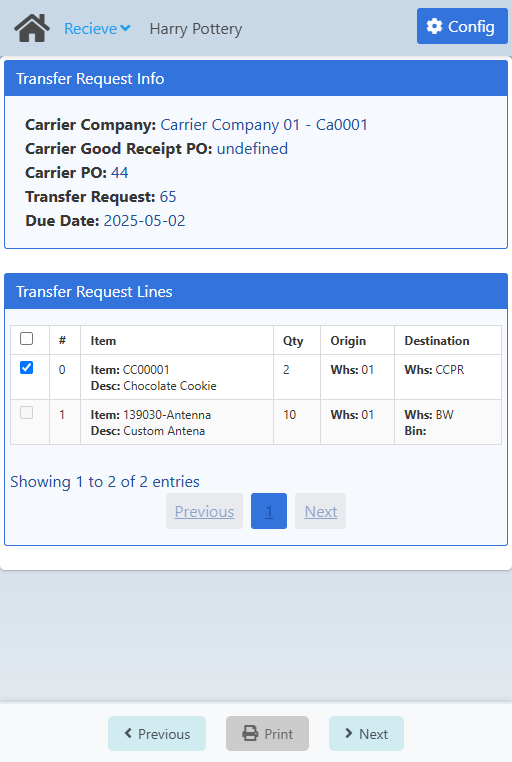 Recieve Harry Pottery Config
Transfer Request Info
Carrier Company: Carrier Company 01 - Ca0001
Carrier Good Receipt PO: undefined
Carrier PO: 44
Transfer Request: 65
Due Date: 2025-05-02
Transfer Request Lines
# Item Qty Origin Destination
0 Item: CC00001 2 Whs: 01 Whs: CCPR
Desc: Chocolate Cookie
1 Item: 139030-Antenna 10 Whs: 01 Whs: BW
Desc: Custom Antena Bin:
Showing 1 to 2 of 2 entries
Previous 1 Next
Previous Print Next